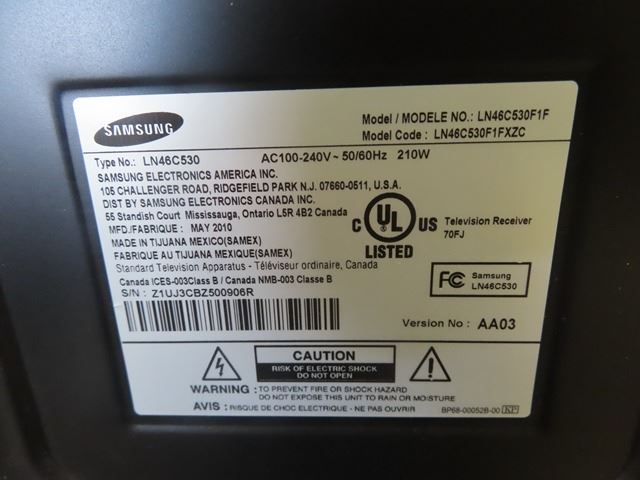 SAMSUNG
Model / MODELE NO.: LN46C530F1F
Model Code : LN46C530F1FXZC
Type No.: LN46C530 AC100-240V~ 50/60Hz 210W
SAMSUNG ELECTRONICS AMERICA INC.
105 CHALLENGER ROAD, RIDGEFIELD PARK N.J. 07660-0511, U.S.A.
DIST BY SAMSUNG ELECTRONICS CANADA INC.
55 Standish Court Mississauga, Ontario L5R 4B2 Canada
MFD./FABRIQUE : MAY 2010
MADE IN TIJUANA MEXICO(SAMEX)
FABRIQUE AU TIJUANA MEXIQUE(SAMEX)
Standard Television Apparatus - Téléviseur ordinaire, Canada
Canada ICES-003Class B / Canada NMB-003 Classe B
S/N : Z1UJ3CBZ500906R
C UL US
LISTED
Television Receiver
70FJ
FC Samsung
LN46C530
Version No : AA03
CAUTION
RISK OF ELECTRIC SHOCK
DO NOT OPEN
WARNING : TO PREVENT FIRE OR SHOCK HAZARD
DO NOT EXPOSE THIS UNIT TO RAIN OR MOISTURE
AVIS : RISQUE DE CHOC ELECTRIQUE - NE PAS OUVRIR
BP68-00052B-00 KP